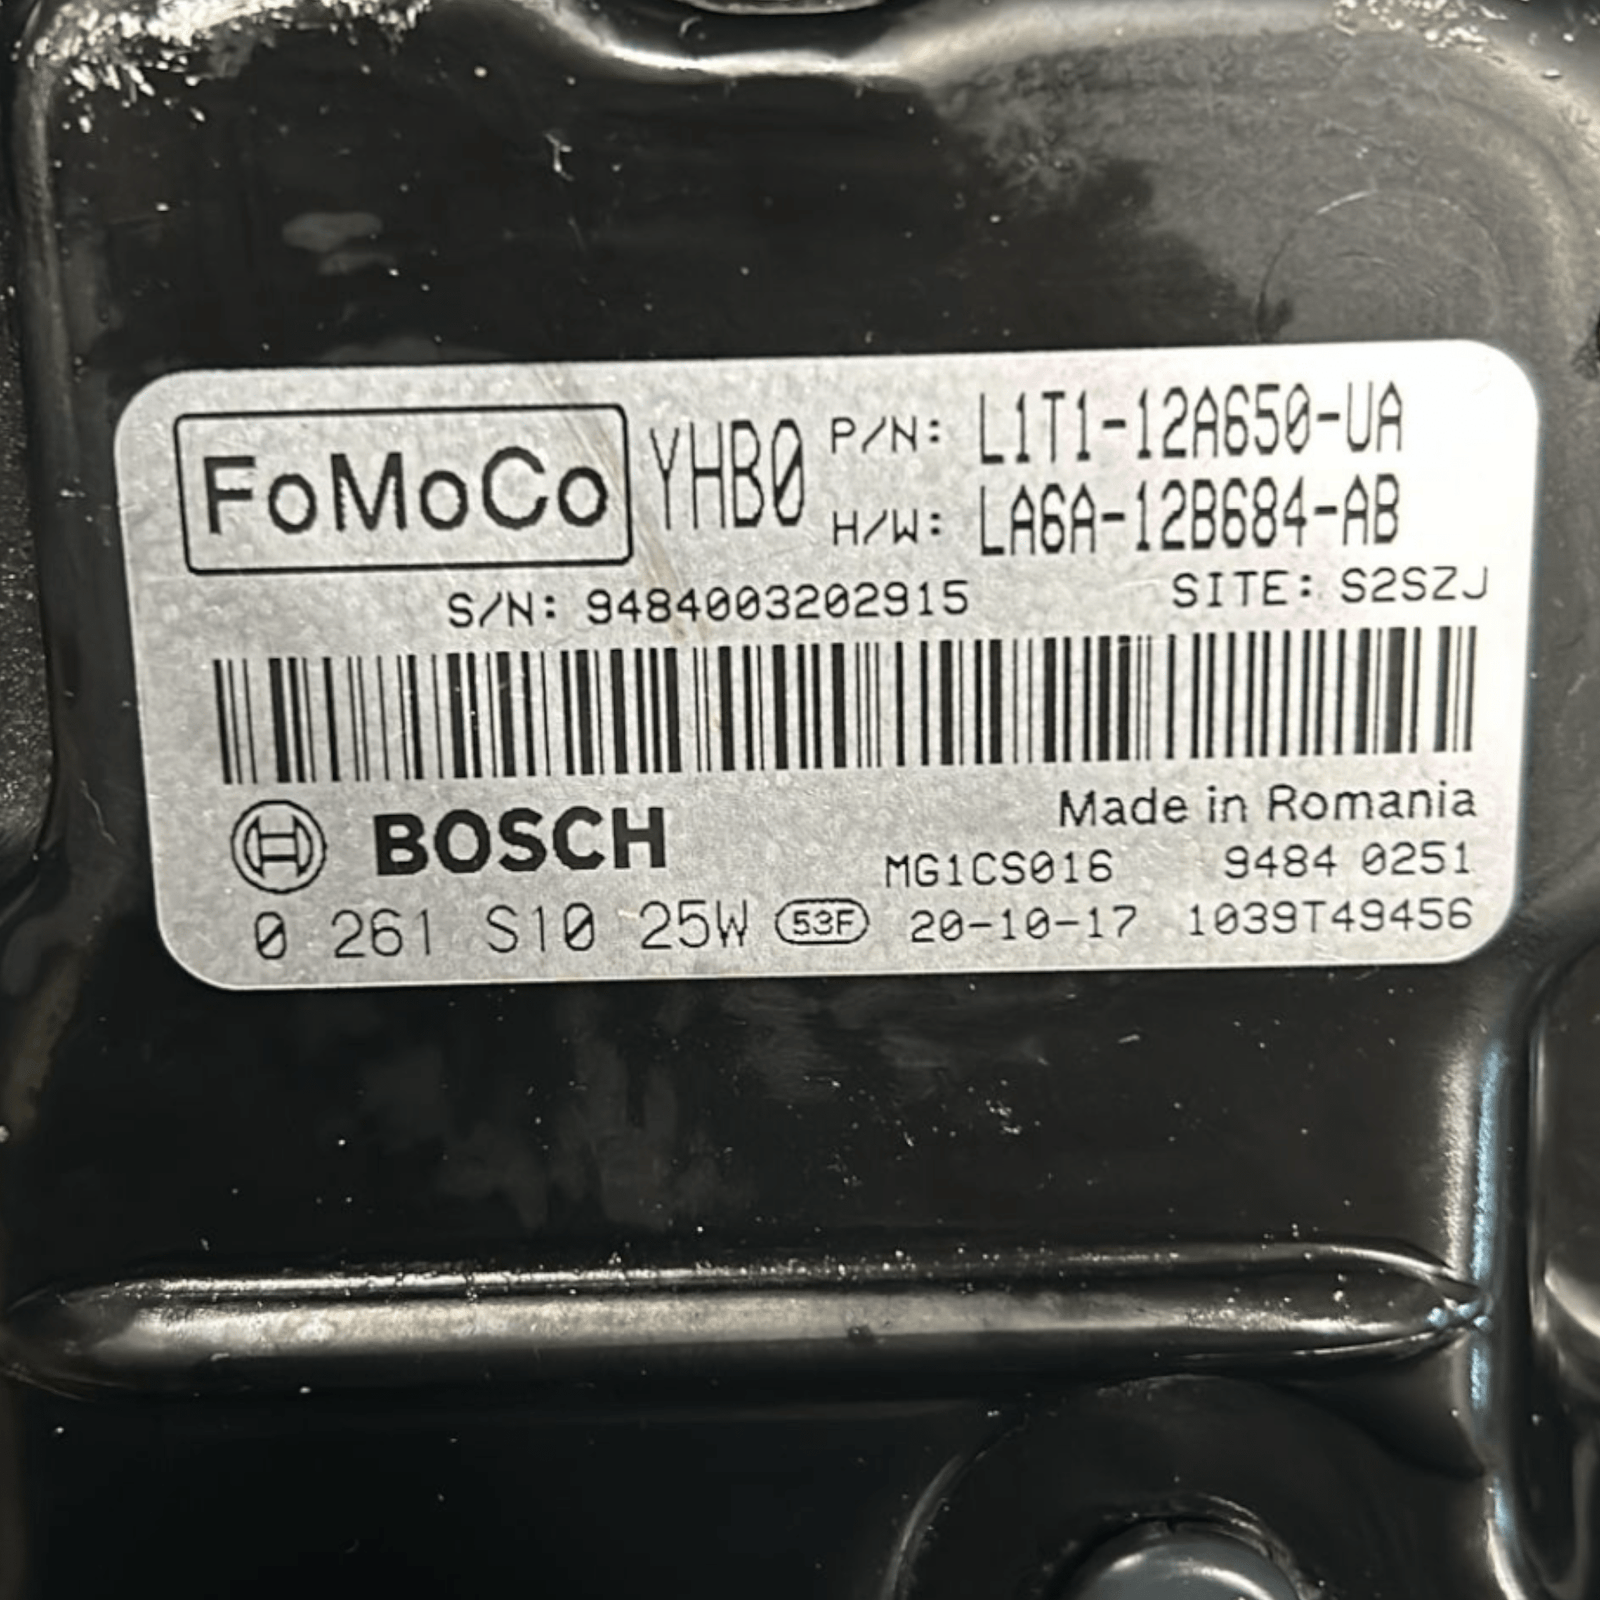 FoMoCo YHB0 P/N: L1T1-12A650-UA
H/W: LA6A-12B684-AB
S/N: 9484003202915 SITE: S2SZJ
BOSCH Made in Romania
MG1CS016 9484 0251
0 261 S10 25W 53F 20-10-17 1039T49456